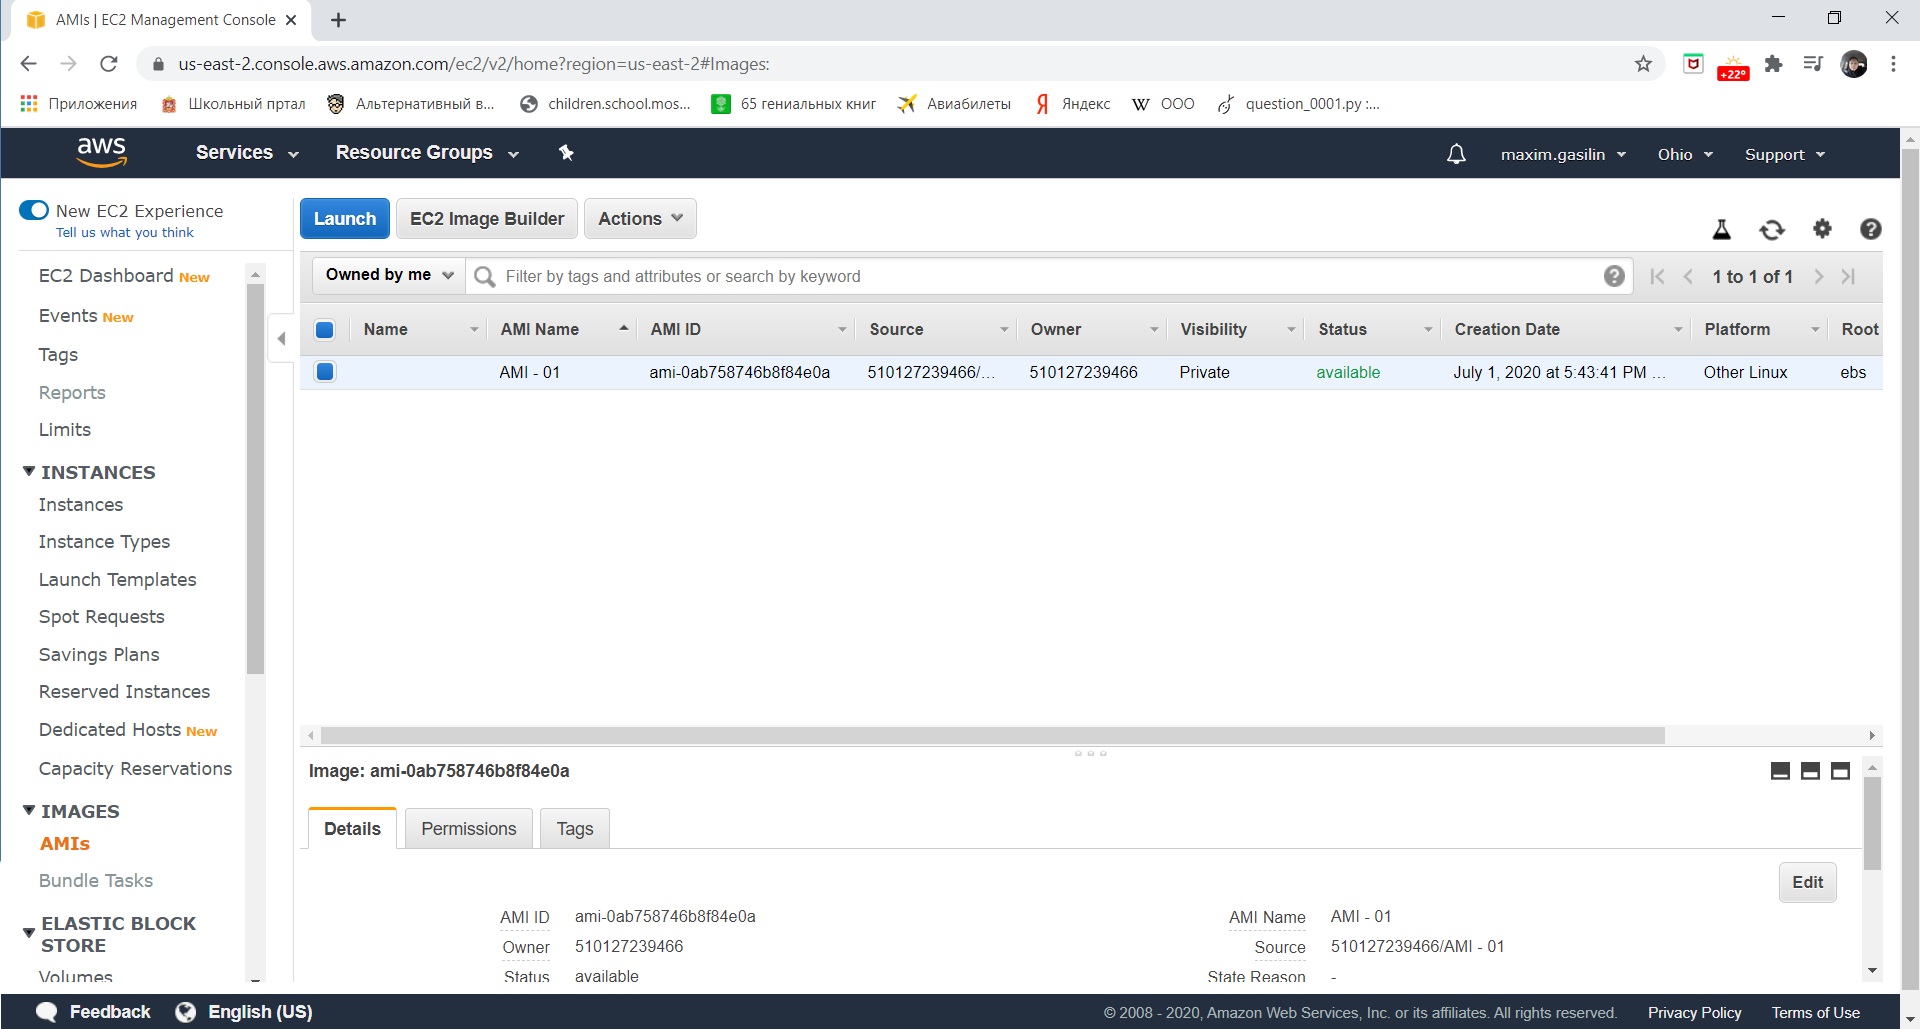 AMIs | EC2 Management Console
us-east-2.console.aws.amazon.com/ec2/v2/home?region=us-east-2#Images:
+22°
Приложения Школьный пртал Альтернативный в... children.school.mos... 65 гениальных книг Авиабилеты Яндекс W ООО question_0001.py :...
aws Services Resource Groups maxim.gasilin Ohio Support
New EC2 Experience
Tell us what you think
EC2 Dashboard New
Events New
Tags
Reports
Limits
INSTANCES
Instances
Instance Types
Launch Templates
Spot Requests
Savings Plans
Reserved Instances
Dedicated Hosts New
Capacity Reservations
IMAGES
AMIs
Bundle Tasks
ELASTIC BLOCK
STORE
Volumes
Launch EC2 Image Builder Actions
Owned by me Filter by tags and attributes or search by keyword 1 to 1 of 1
Name AMI Name AMI ID Source Owner Visibility Status Creation Date Platform Root
AMI - 01 ami-0ab758746b8f84e0a 510127239466/... 510127239466 Private available July 1, 2020 at 5:43:41 PM ... Other Linux ebs
Image: ami-0ab758746b8f84e0a
Details Permissions Tags
Edit
AMI ID ami-0ab758746b8f84e0a AMI Name AMI - 01
Owner 510127239466 Source 510127239466/AMI - 01
Status available State Reason -
Feedback English (US) © 2008 - 2020, Amazon Web Services, Inc. or its affiliates. All rights reserved. Privacy Policy Terms of Use